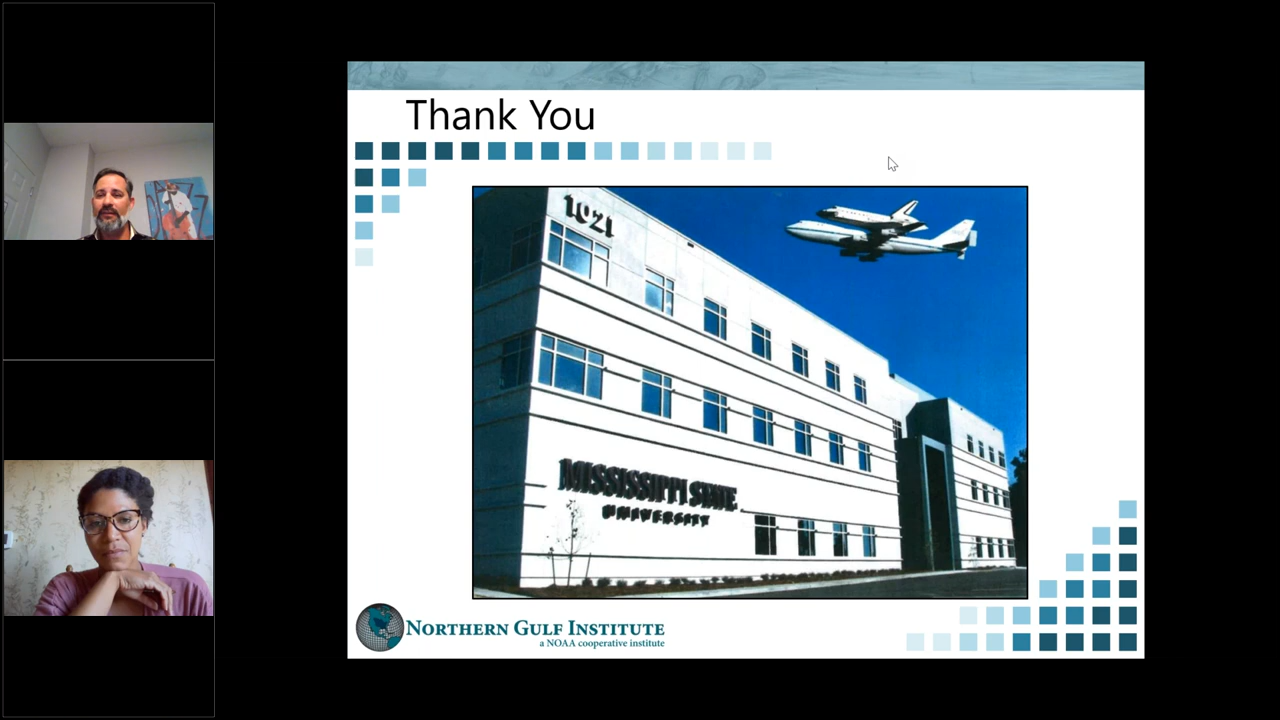 Thank You
1021
MISSISSIPPI STATE
UNIVERSITY
NORTHERN GULF INSTITUTE
a NOAA cooperative institute